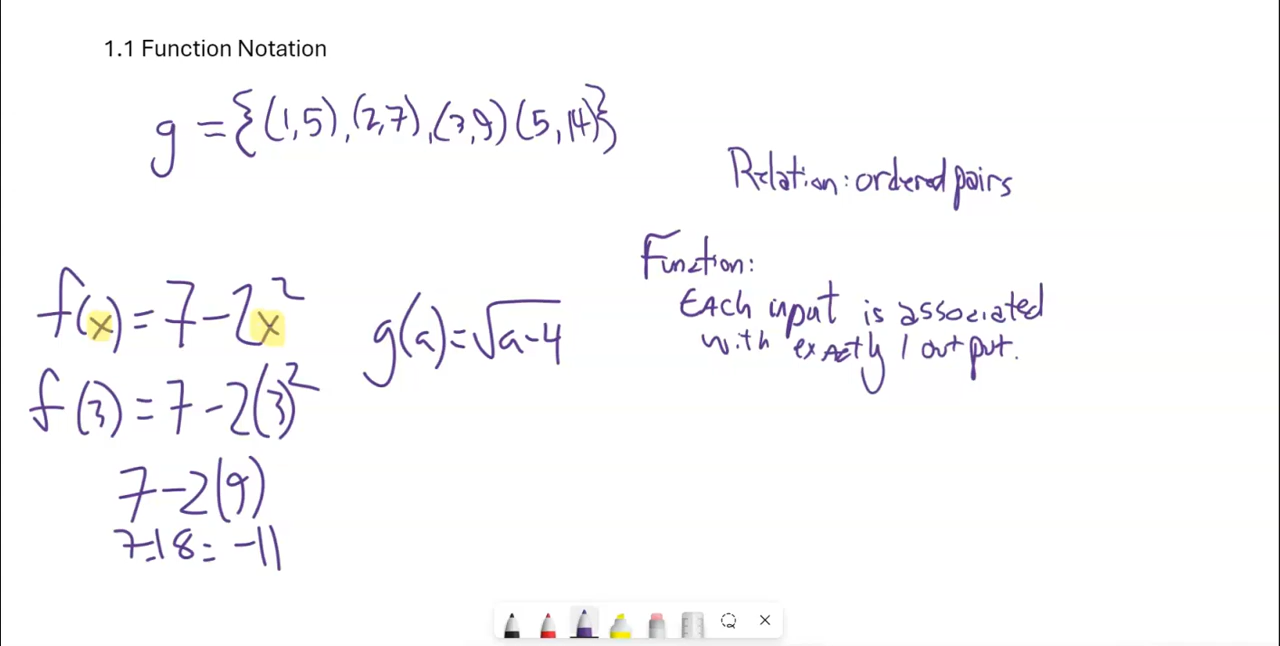 1.1 Function Notation
g = {(1,5),(2,7),(3,9)(5,14)}
Relation: ordered pairs
Function:
Each input is associated
with exactly 1 output.
f(x) = 7 - 2x²
g(a) = √a-4
f(3) = 7 - 2(3)²
7 - 2(9)
7-18 = -11